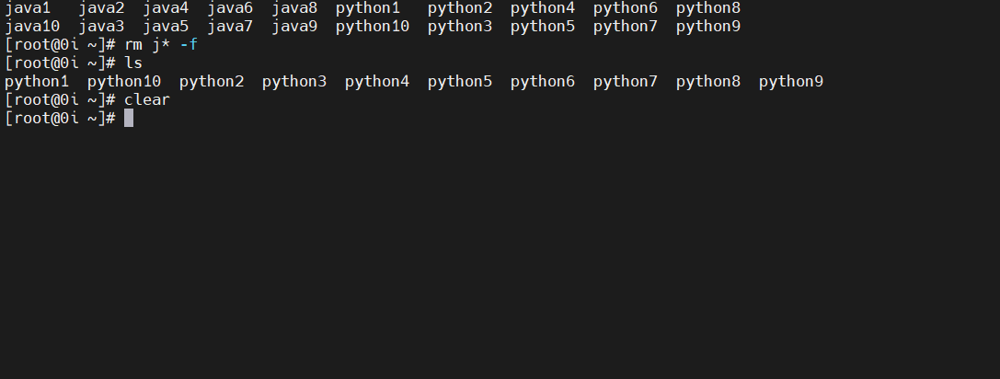 java1 java2 java4 java6 java8 python1 python2 python4 python6 python8
java10 java3 java5 java7 java9 python10 python3 python5 python7 python9
[root@0i ~]# rm j* -f
[root@0i ~]# ls
python1 python10 python2 python3 python4 python5 python6 python7 python8 python9
[root@0i ~]# clear
[root@0i ~]#